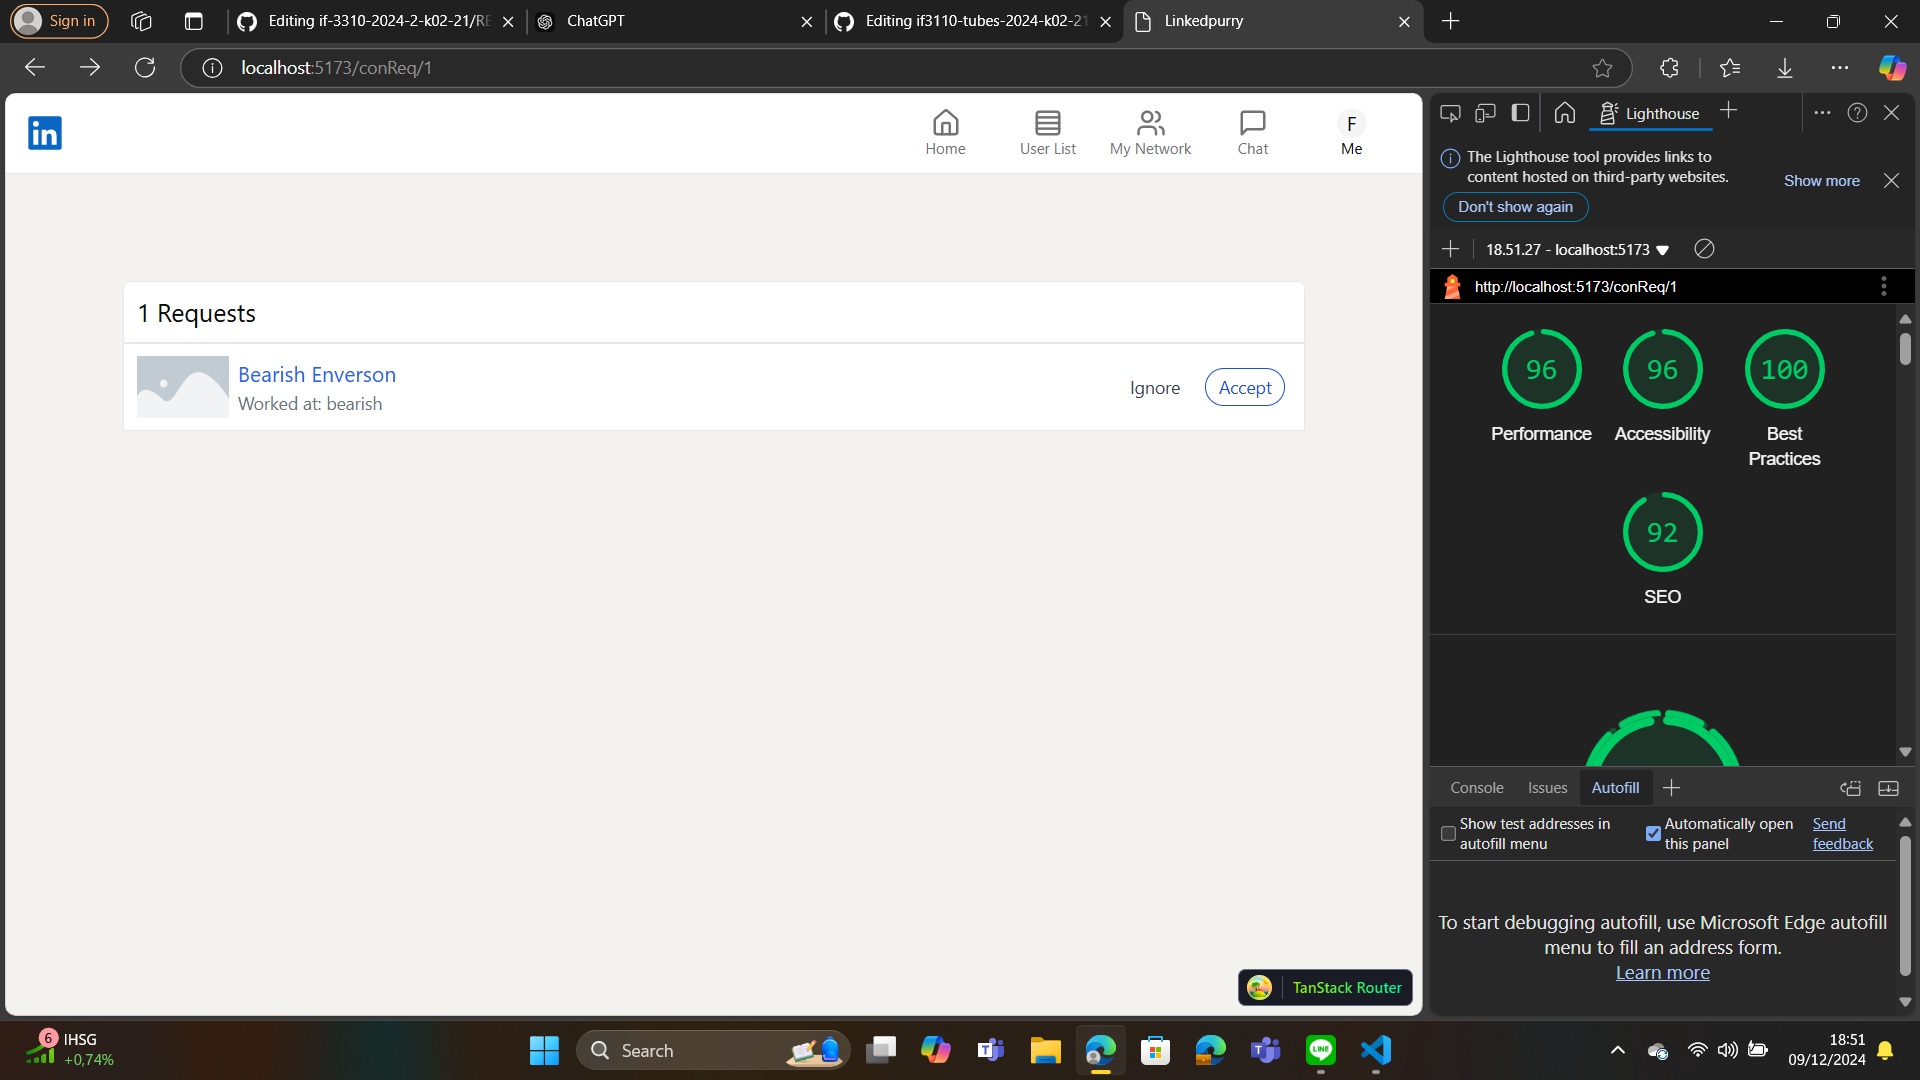 Sign in
Editing if-3310-2024-2-k02-21/RE
ChatGPT
Editing if3110-tubes-2024-k02-21
Linkedpurry
localhost:5173/conReq/1
in
Home
User List
My Network
Chat
F
Me
1 Requests
Bearish Enverson
Worked at: bearish
Ignore
Accept
TanStack Router
Lighthouse
The Lighthouse tool provides links to
content hosted on third-party websites.
Show more
Don't show again
18.51.27 - localhost:5173
http://localhost:5173/conReq/1
96
96
100
Performance
Accessibility
Best
Practices
92
SEO
Console
Issues
Autofill
Show test addresses in
autofill menu
Automatically open
this panel
Send
feedback
To start debugging autofill, use Microsoft Edge autofill
menu to fill an address form.
Learn more
6
IHSG
+0,74%
Search
LINE
18:51
09/12/2024